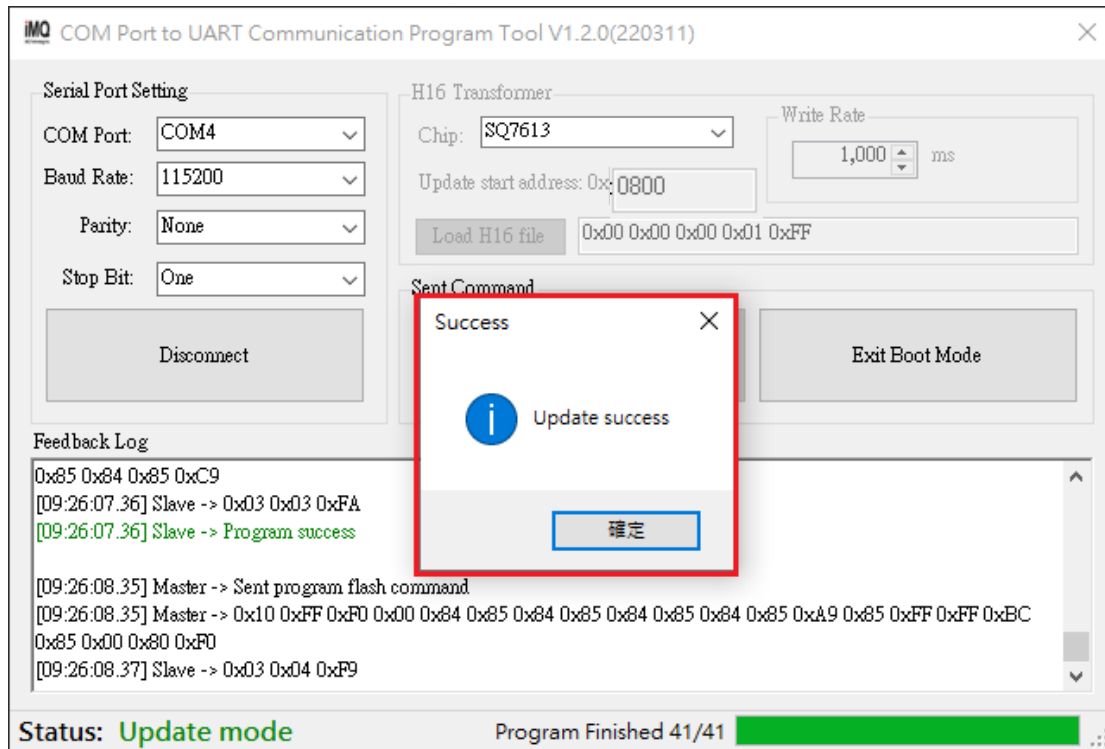 iMQ COM Port to UART Communication Program Tool V1.2.0(220311)
Serial Port Setting
COM Port: COM4
Baud Rate: 115200
Parity: None
Stop Bit: One
Disconnect
H16 Transformer
Chip: SQ7613
Update start address: 0x: 0800
Write Rate
1,000 ms
Load H16 file 0x00 0x00 0x00 0x01 0xFF
Sent Command
Exit Boot Mode
Success
Update success
確定
Feedback Log
0x85 0x84 0x85 0xC9
[09:26:07.36] Slave -> 0x03 0x03 0xFA
[09:26:07.36] Slave -> Program success
[09:26:08.35] Master -> Sent program flash command
[09:26:08.35] Master -> 0x10 0xFF 0xF0 0x00 0x84 0x85 0x84 0x85 0x84 0x85 0x84 0x85 0xA9 0x85 0xFF 0xFF 0xBC
0x85 0x00 0x80 0xF0
[09:26:08.37] Slave -> 0x03 0x04 0xF9
Status: Update mode
Program Finished 41/41